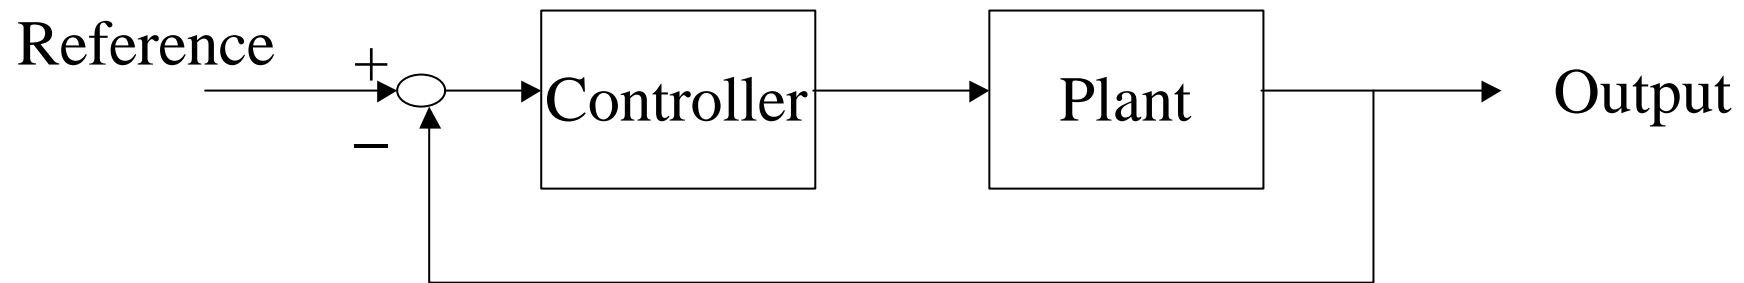 Reference
+
−
Controller
Plant
Output